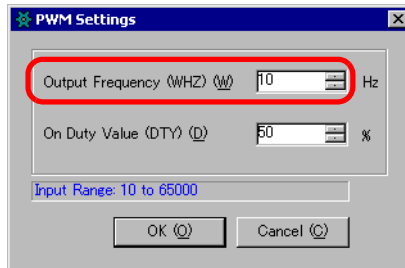 PWM Settings
Output Frequency (WHZ) (W) 10 Hz
On Duty Value (DTY) (D) 50 %
Input Range: 10 to 65000
OK (O) Cancel (C)